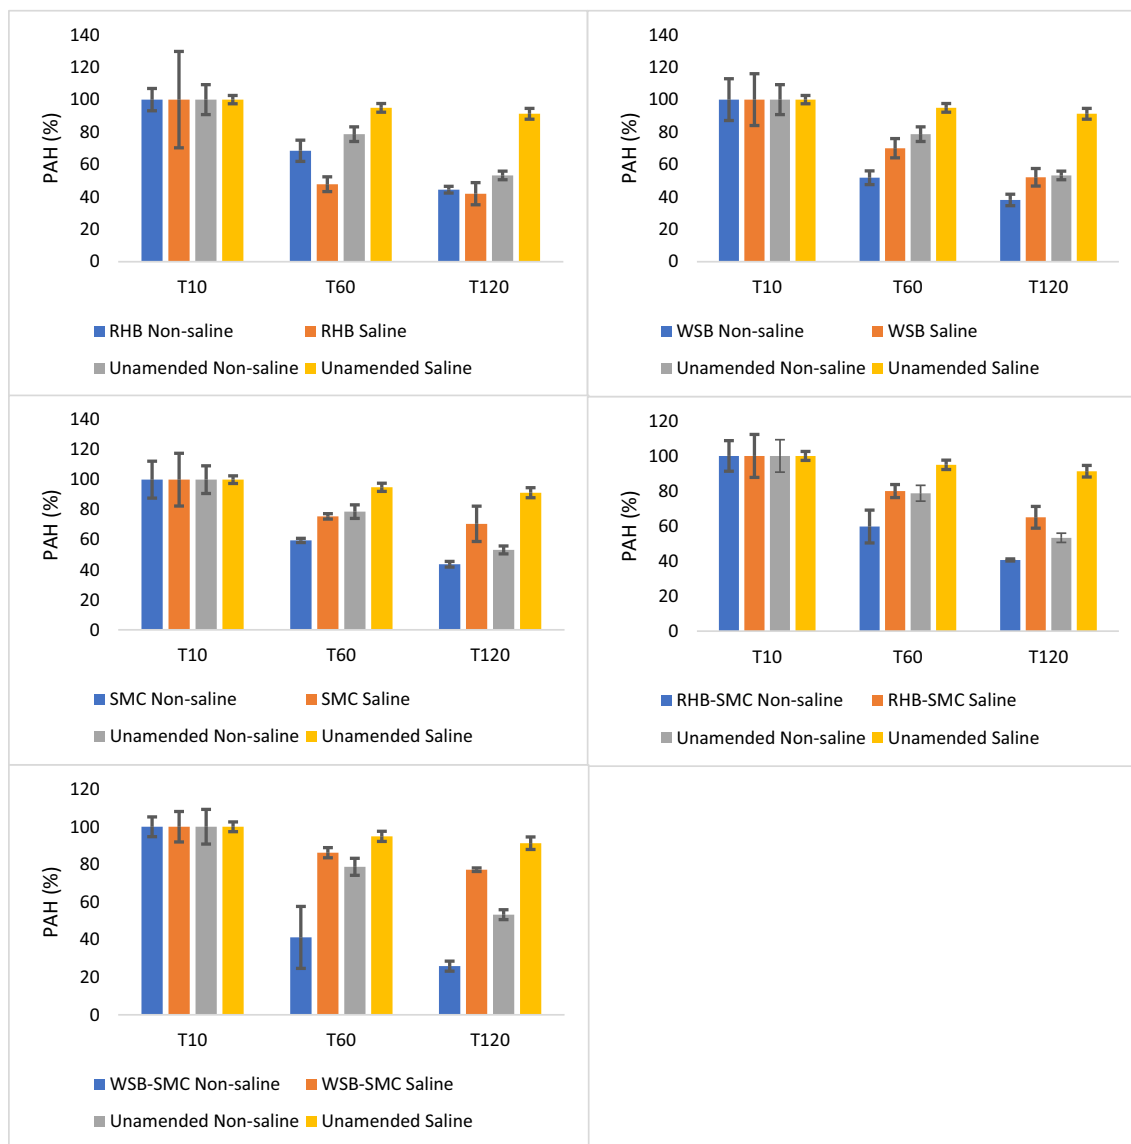 PAH (%)
140
120
100
80
60
40
20
0
T10 T60 T120
RHB Non-saline RHB Saline
Unamended Non-saline Unamended Saline
PAH (%)
140
120
100
80
60
40
20
0
T10 T60 T120
WSB Non-saline WSB Saline
Unamended Non-saline Unamended Saline
PAH (%)
140
120
100
80
60
40
20
0
T10 T60 T120
SMC Non-saline SMC Saline
Unamended Non-saline Unamended Saline
PAH (%)
120
100
80
60
40
20
0
T10 T60 T120
RHB-SMC Non-saline RHB-SMC Saline
Unamended Non-saline Unamended Saline
PAH (%)
120
100
80
60
40
20
0
T10 T60 T120
WSB-SMC Non-saline WSB-SMC Saline
Unamended Non-saline Unamended Saline